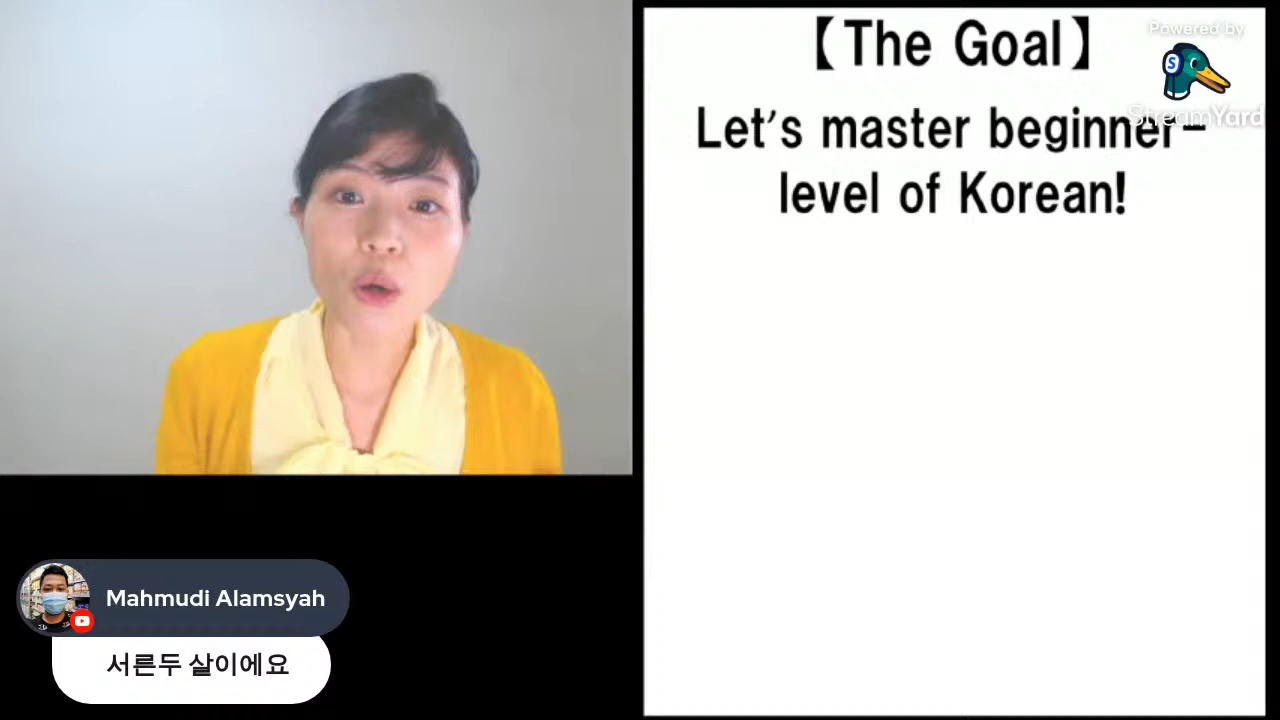 【The Goal】
Let's master beginner-
level of Korean!
Powered by
StreamYard
Mahmudi Alamsyah
서른두 살이에요